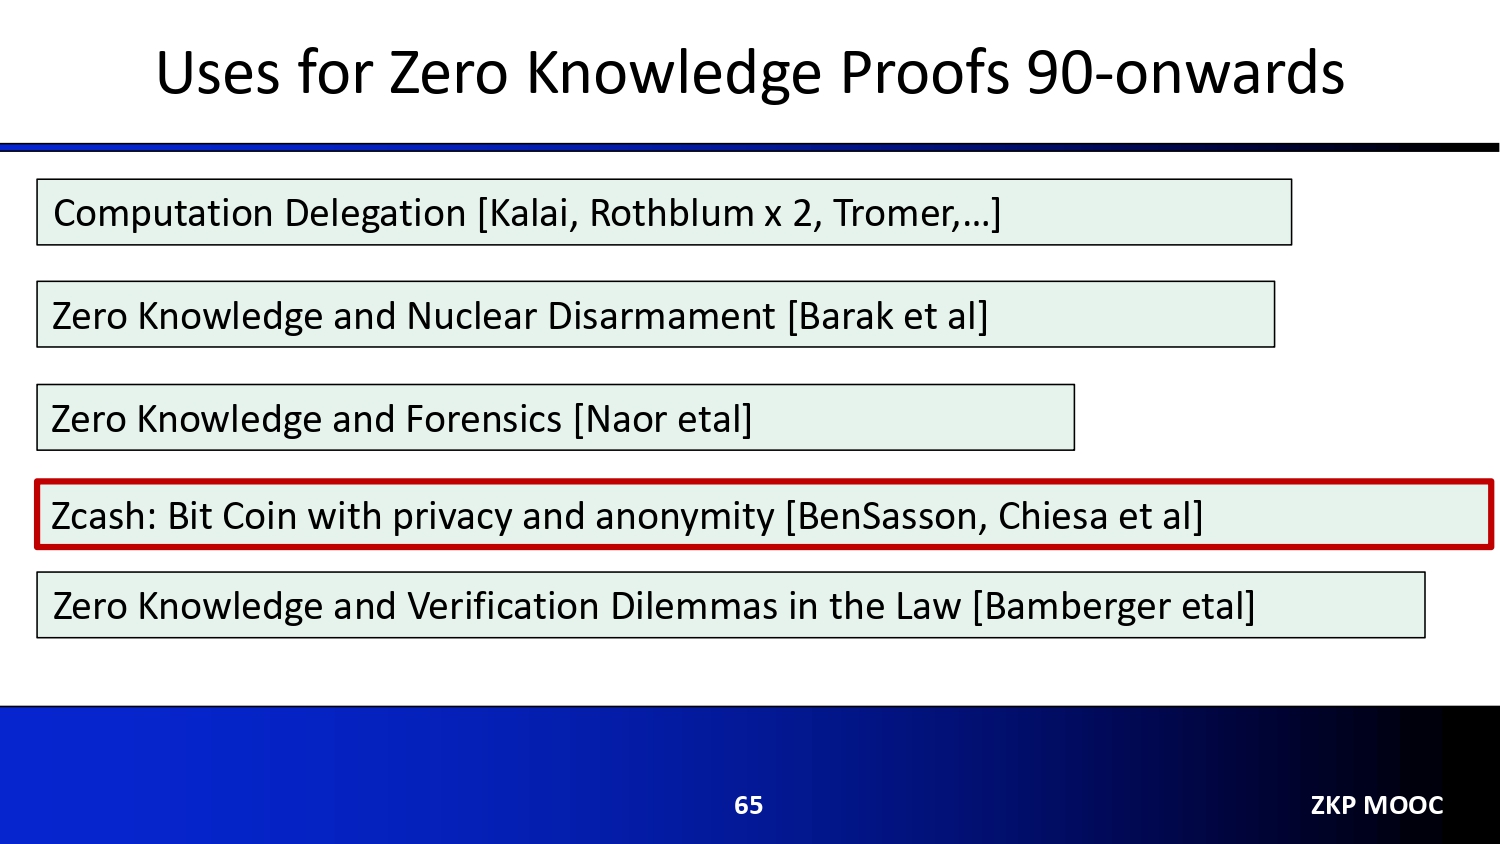 Uses for Zero Knowledge Proofs 90-onwards
Computation Delegation [Kalai, Rothblum x 2, Tromer,...]
Zero Knowledge and Nuclear Disarmament [Barak et al]
Zero Knowledge and Forensics [Naor etal]
Zcash: Bit Coin with privacy and anonymity [BenSasson, Chiesa et al]
Zero Knowledge and Verification Dilemmas in the Law [Bamberger etal]
65
ZKP MOOC